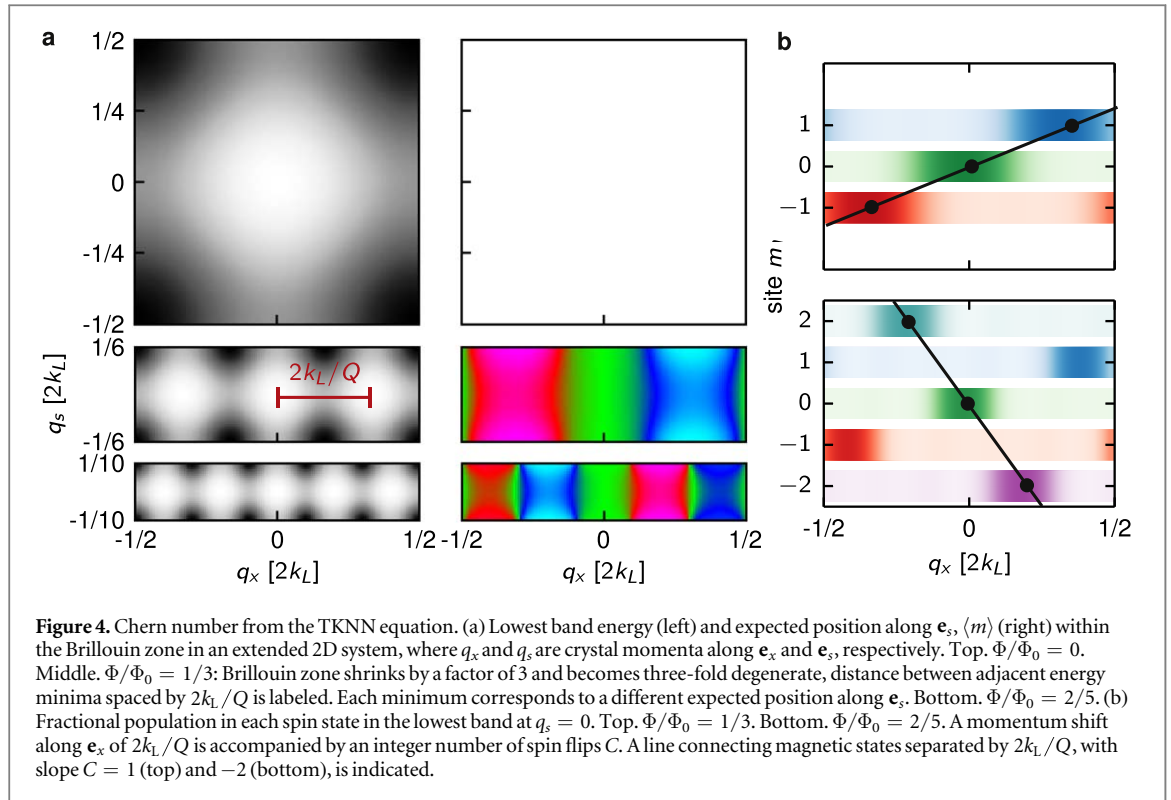 a
b
1/2
1/4
0
-1/4
-1/2
1/6
-1/6
1/10
-1/10
q_s [2k_L]
2k_L/Q
-1/2 0 1/2
q_x [2k_L]
-1/2 0 1/2
q_x [2k_L]
1
0
−1
site m
2
1
0
−1
−2
-1/2 0 1/2
q_x [2k_L]
Figure 4. Chern number from the TKNN equation. (a) Lowest band energy (left) and expected position along e_s, ⟨m⟩ (right) within
the Brillouin zone in an extended 2D system, where q_x and q_s are crystal momenta along e_x and e_s, respectively. Top. Φ/Φ_0 = 0.
Middle. Φ/Φ_0 = 1/3: Brillouin zone shrinks by a factor of 3 and becomes three-fold degenerate, distance between adjacent energy
minima spaced by 2k_L/Q is labeled. Each minimum corresponds to a different expected position along e_s. Bottom. Φ/Φ_0 = 2/5. (b)
Fractional population in each spin state in the lowest band at q_s = 0. Top. Φ/Φ_0 = 1/3. Bottom. Φ/Φ_0 = 2/5. A momentum shift
along e_x of 2k_L/Q is accompanied by an integer number of spin flips C. A line connecting magnetic states separated by 2k_L/Q, with
slope C = 1 (top) and −2 (bottom), is indicated.